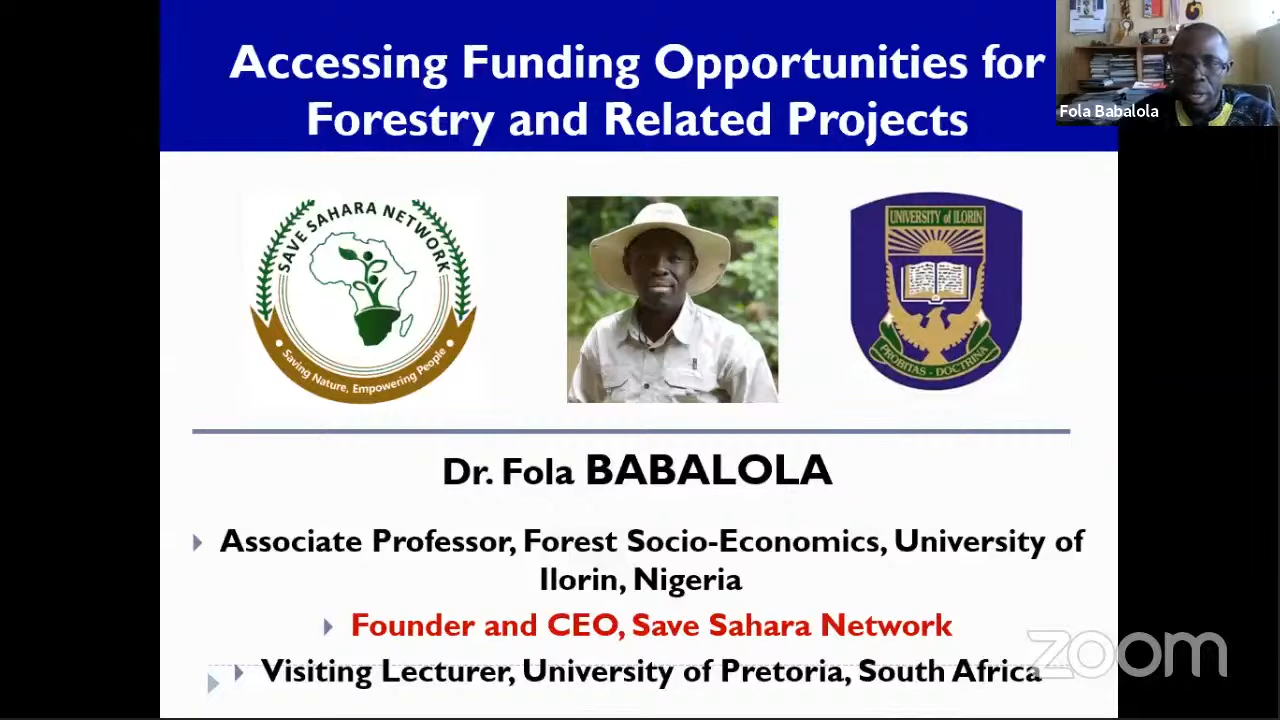 Accessing Funding Opportunities for
Forestry and Related Projects
Fola Babalola
SAVE SAHARA NETWORK
Saving Nature, Empowering People
UNIVERSITY of ILORIN
PROBITAS - DOCTRINA
Dr. Fola BABALOLA
Associate Professor, Forest Socio-Economics, University of
Ilorin, Nigeria
Founder and CEO, Save Sahara Network
Visiting Lecturer, University of Pretoria, South Africa
zoom